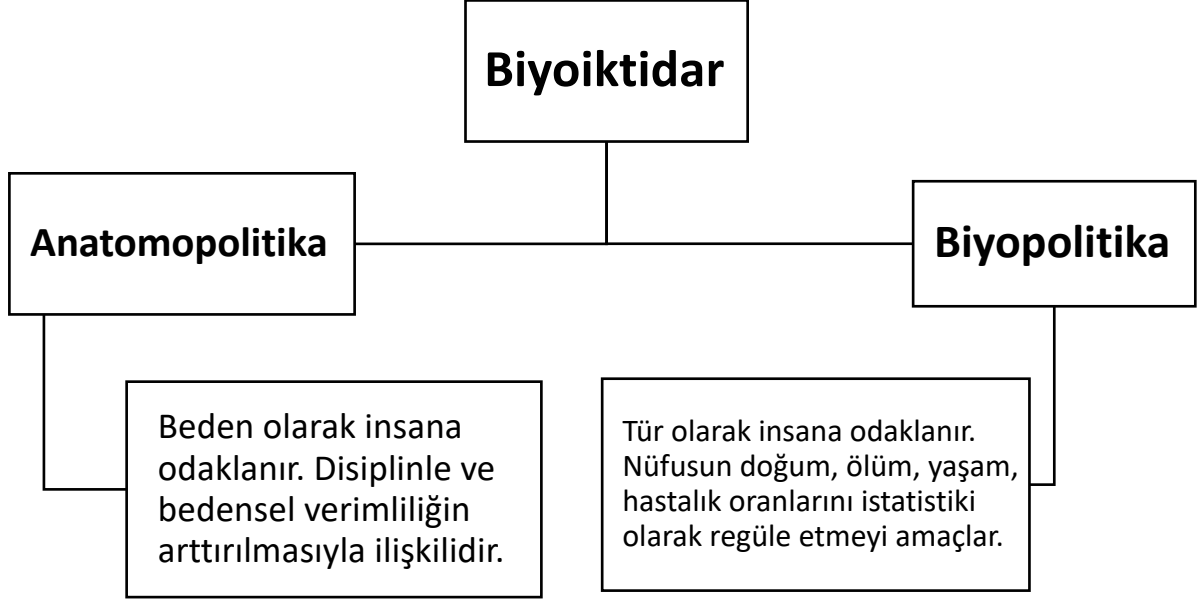 Biyoiktidar
Anatomopolitika
Biyopolitika
Beden olarak insana
odaklanır. Disiplinle ve
bedensel verimliliğin
arttırılmasıyla ilişkilidir.
Tür olarak insana odaklanır.
Nüfusun doğum, ölüm, yaşam,
hastalık oranlarını istatistiki
olarak regüle etmeyi amaçlar.